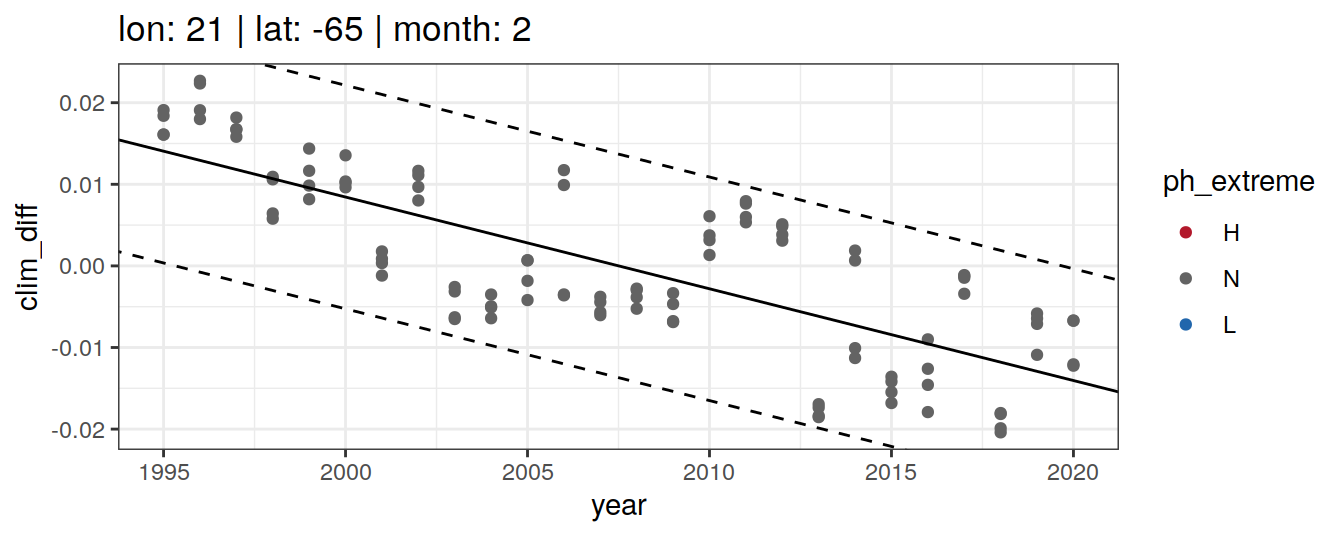 lon: 21 | lat: -65 | month: 2
clim_diff
0.02
0.01
0.00
-0.01
-0.02
1995 2000 2005 2010 2015 2020
year
ph_extreme
H
N
L